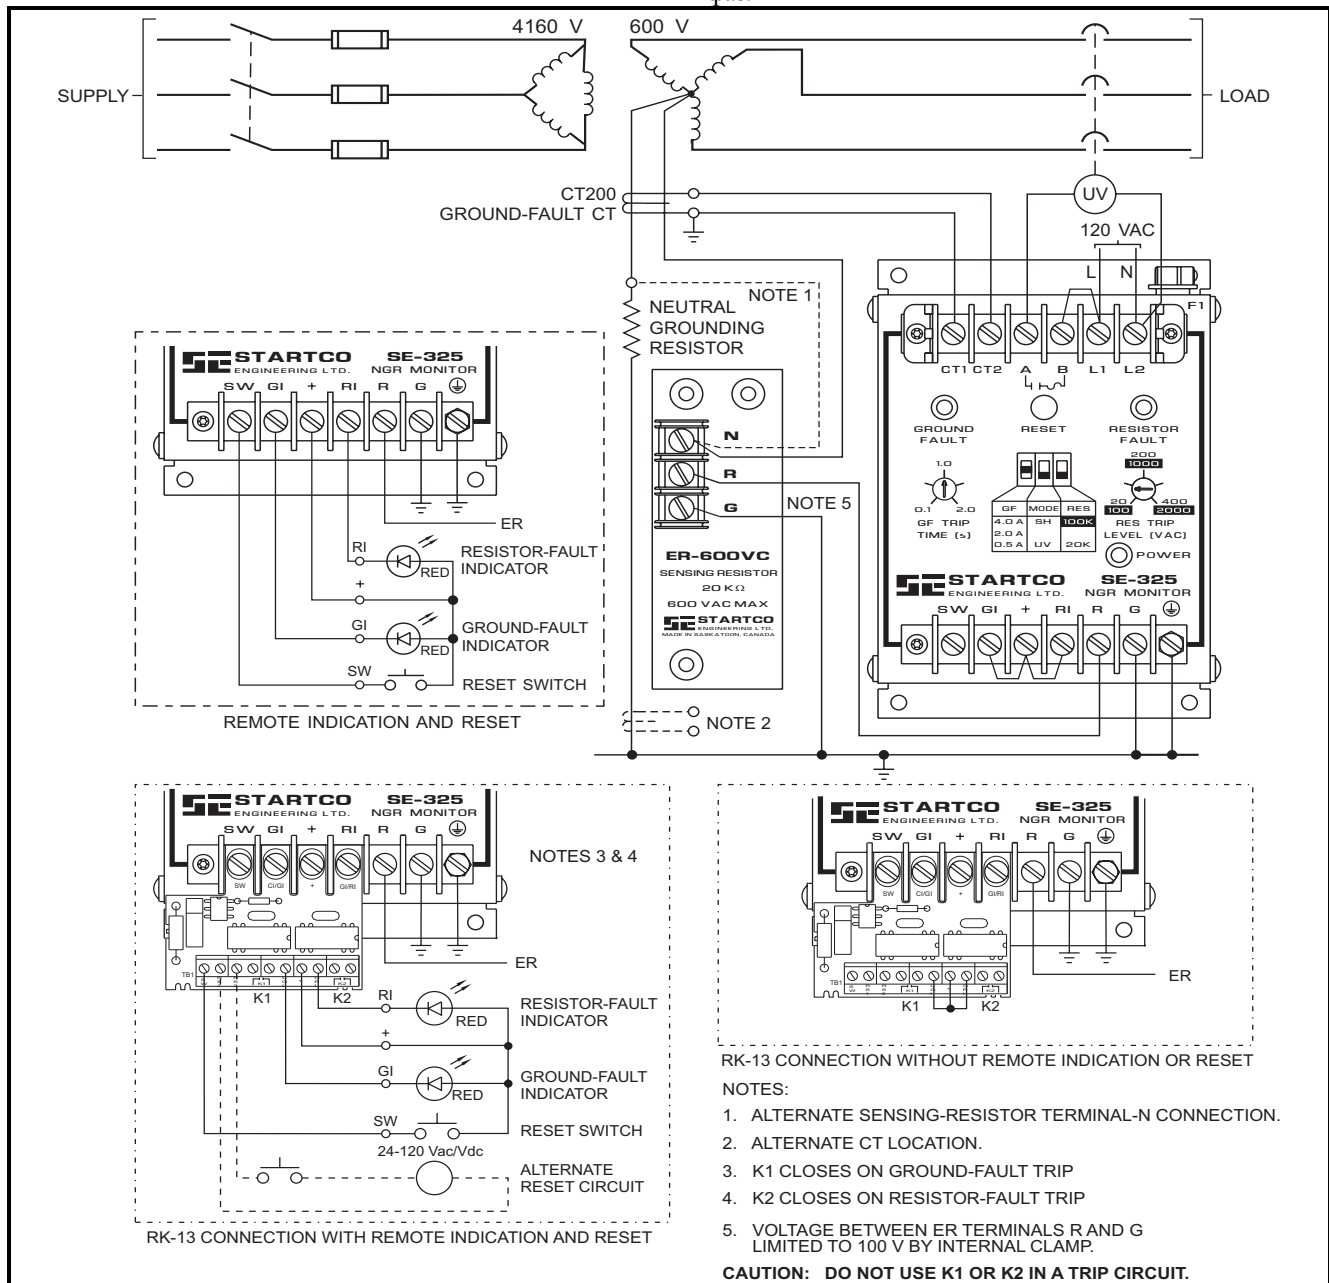 4160 V
600 V
SUPPLY
LOAD
CT200
GROUND-FAULT CT
UV
120 VAC
L
N
F1
NOTE 1
NEUTRAL
GROUNDING
RESISTOR
CT1 CT2 A B L1 L2
GROUND
FAULT
RESET
RESISTOR
FAULT
1.0
0.1
2.0
GF TRIP
TIME (s)
GF MODE RES
4.0 A SH 100K
2.0 A
0.5 A UV 20K
200
1000
20
100
400
2000
RES TRIP
LEVEL (VAC)
POWER
STARTCO
ENGINEERING LTD.
SE-325
NGR MONITOR
SW GI + RI R G
N
R
G
NOTE 5
ER-600VC
SENSING RESISTOR
20 KΩ
600 VAC MAX
STARTCO
ENGINEERING LTD.
MADE IN SASKATOON, CANADA
NOTE 2
STARTCO
ENGINEERING LTD.
SE-325
NGR MONITOR
SW GI + RI R G
ER
RI
RED
RESISTOR-FAULT
INDICATOR
+
GI
RED
GROUND-FAULT
INDICATOR
SW
RESET SWITCH
REMOTE INDICATION AND RESET
STARTCO
ENGINEERING LTD.
SE-325
NGR MONITOR
SW GI + RI R G
NOTES 3 & 4
SW CI/GI + GI/RI
TB1
K1
K2
K1
K2
ER
RI
RED
RESISTOR-FAULT
INDICATOR
+
GI
RED
GROUND-FAULT
INDICATOR
SW
RESET SWITCH
24-120 Vac/Vdc
ALTERNATE
RESET CIRCUIT
RK-13 CONNECTION WITH REMOTE INDICATION AND RESET
STARTCO
ENGINEERING LTD.
SE-325
NGR MONITOR
SW GI + RI R G
SW CI/GI + GI/RI
TB1
K1
K2
K1
K2
ER
RK-13 CONNECTION WITHOUT REMOTE INDICATION OR RESET
NOTES:
1. ALTERNATE SENSING-RESISTOR TERMINAL-N CONNECTION.
2. ALTERNATE CT LOCATION.
3. K1 CLOSES ON GROUND-FAULT TRIP
4. K2 CLOSES ON RESISTOR-FAULT TRIP
5. VOLTAGE BETWEEN ER TERMINALS R AND G
LIMITED TO 100 V BY INTERNAL CLAMP.
CAUTION: DO NOT USE K1 OR K2 IN A TRIP CIRCUIT.